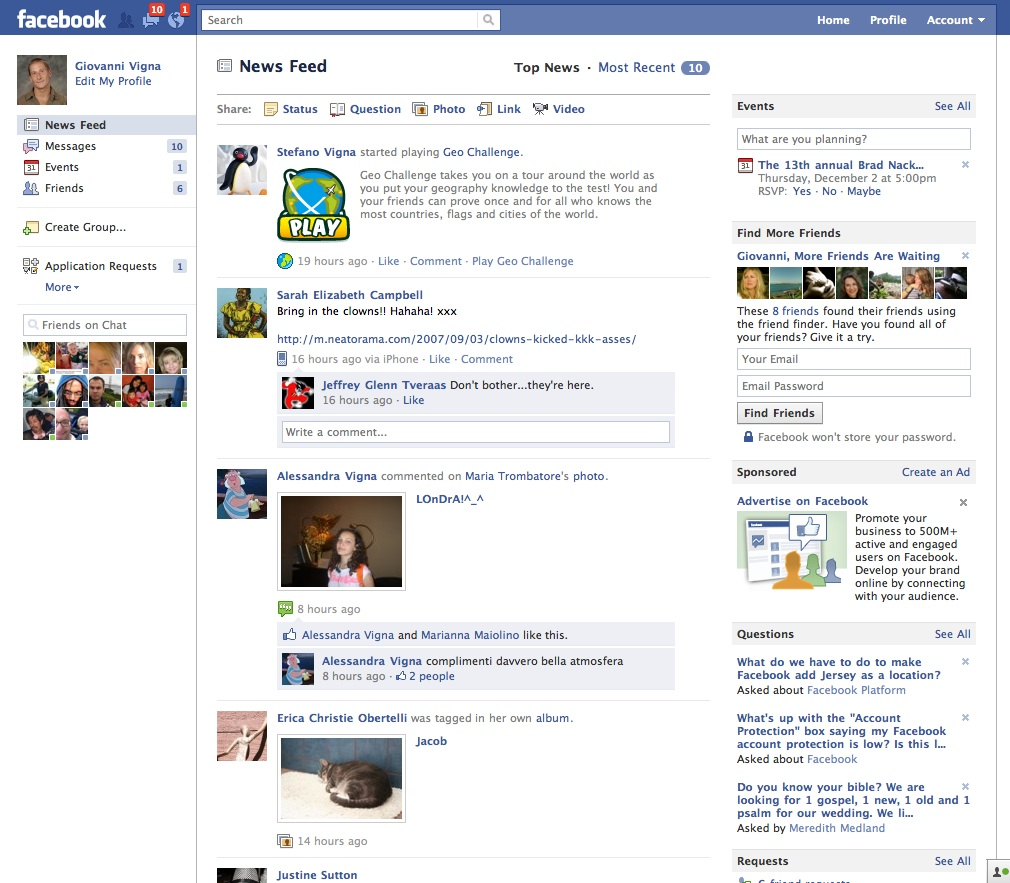 facebook
10
1
Search
Home Profile Account
Giovanni Vigna
Edit My Profile
News Feed
Messages 10
31 Events 1
Friends 6
Create Group...
Application Requests 1
More
Friends on Chat
News Feed
Top News · Most Recent 10
Share: Status Question Photo Link Video
Stefano Vigna started playing Geo Challenge.
PLAY
Geo Challenge takes you on a tour around the world as
you put your geography knowledge to the test! You and
your friends can prove once and for all who knows the
most countries, flags and cities of the world.
19 hours ago · Like · Comment · Play Geo Challenge
Sarah Elizabeth Campbell
Bring in the clowns!! Hahaha! xxx
http://m.neatorama.com/2007/09/03/clowns-kicked-kkk-asses/
16 hours ago via iPhone · Like · Comment
Jeffrey Glenn Tveraas Don't bother...they're here.
16 hours ago · Like
Write a comment...
Alessandra Vigna commented on Maria Trombatore's photo.
LOnDrA!^_^
8 hours ago
Alessandra Vigna and Marianna Maiolino like this.
Alessandra Vigna complimenti davvero bella atmosfera
8 hours ago · 2 people
Erica Christie Obertelli was tagged in her own album.
Jacob
14 hours ago
Justine Sutton
Events See All
What are you planning?
31 The 13th annual Brad Nack...
Thursday, December 2 at 5:00pm
RSVP: Yes · No · Maybe
Find More Friends
Giovanni, More Friends Are Waiting
These 8 friends found their friends using
the friend finder. Have you found all of
your friends? Give it a try.
Your Email
Email Password
Find Friends
Facebook won't store your password.
Sponsored Create an Ad
Advertise on Facebook
Promote your
business to 500M+
active and engaged
users on Facebook.
Develop your brand
online by connecting
with your audience.
Questions See All
What do we have to do to make
Facebook add Jersey as a location?
Asked about Facebook Platform
What's up with the "Account
Protection" box saying my Facebook
account protection is low? Is this l...
Asked about Facebook
Do you know your bible? We are
looking for 1 gospel, 1 new, 1 old and 1
psalm for our wedding. We li...
Asked by Meredith Medland
Requests See All